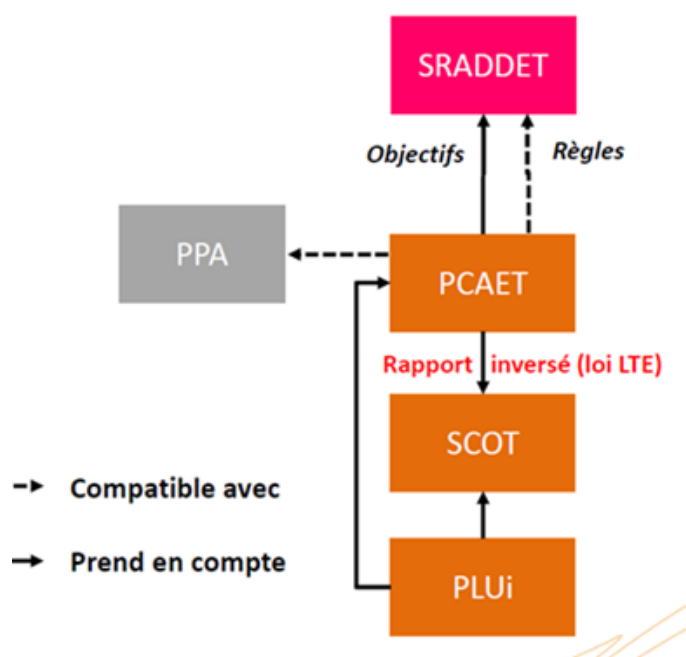 SRADDET
Objectifs
Règles
PPA
PCAET
Rapport inversé (loi LTE)
SCOT
Compatible avec
Prend en compte
PLUi